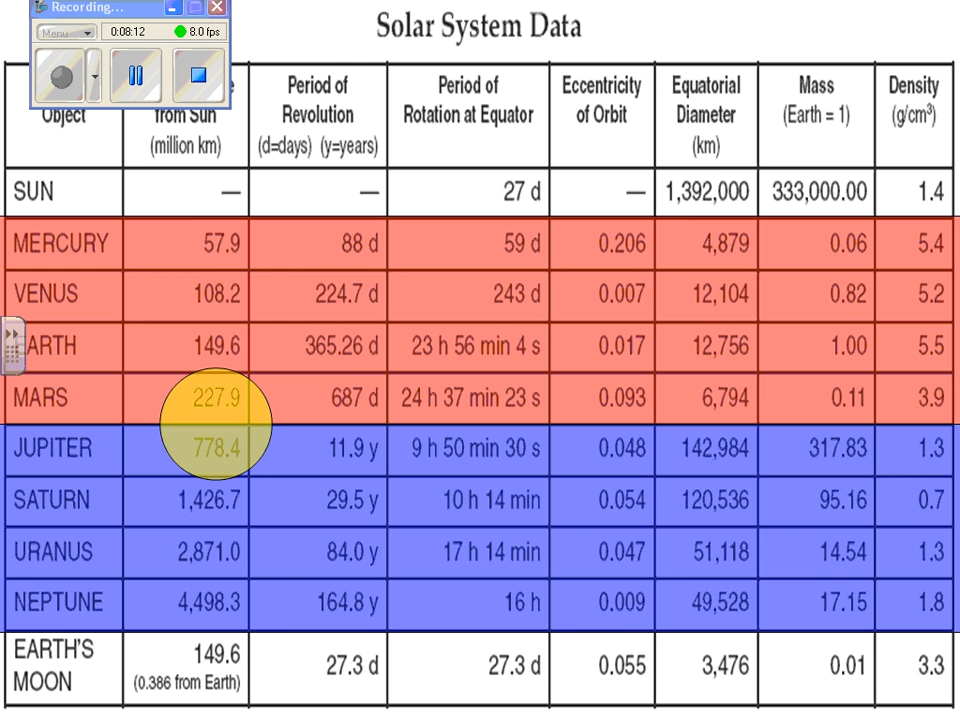 Recording...
Menu 0:08:12 8.0 fps
Solar System Data
Object from Sun (million km) Period of Revolution (d=days) (y=years) Period of Rotation at Equator Eccentricity of Orbit Equatorial Diameter (km) Mass (Earth = 1) Density (g/cm³)
SUN — — 27 d — 1,392,000 333,000.00 1.4
MERCURY 57.9 88 d 59 d 0.206 4,879 0.06 5.4
VENUS 108.2 224.7 d 243 d 0.007 12,104 0.82 5.2
ARTH 149.6 365.26 d 23 h 56 min 4 s 0.017 12,756 1.00 5.5
MARS 227.9 687 d 24 h 37 min 23 s 0.093 6,794 0.11 3.9
JUPITER 778.4 11.9 y 9 h 50 min 30 s 0.048 142,984 317.83 1.3
SATURN 1,426.7 29.5 y 10 h 14 min 0.054 120,536 95.16 0.7
URANUS 2,871.0 84.0 y 17 h 14 min 0.047 51,118 14.54 1.3
NEPTUNE 4,498.3 164.8 y 16 h 0.009 49,528 17.15 1.8
EARTH'S MOON 149.6 (0.386 from Earth) 27.3 d 27.3 d 0.055 3,476 0.01 3.3